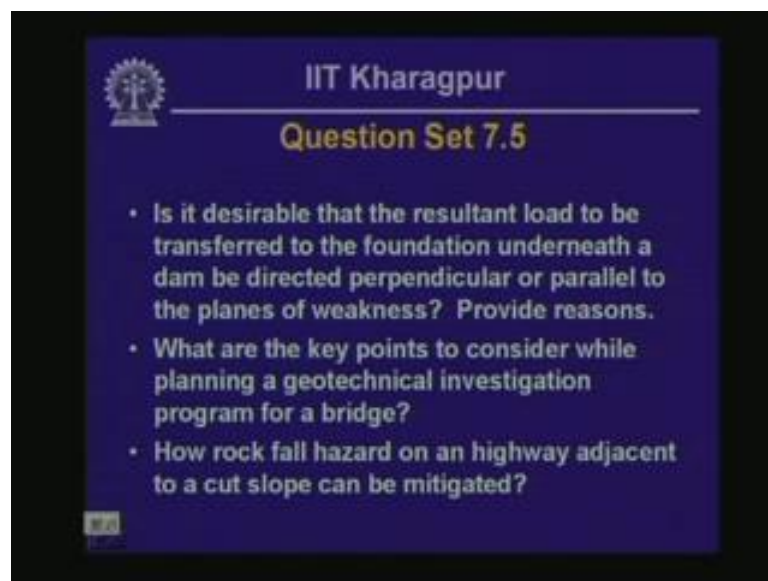 IIT Kharagpur
Question Set 7.5
• Is it desirable that the resultant load to be
transferred to the foundation underneath a
dam be directed perpendicular or parallel to
the planes of weakness? Provide reasons.
• What are the key points to consider while
planning a geotechnical investigation
program for a bridge?
• How rock fall hazard on an highway adjacent
to a cut slope can be mitigated?